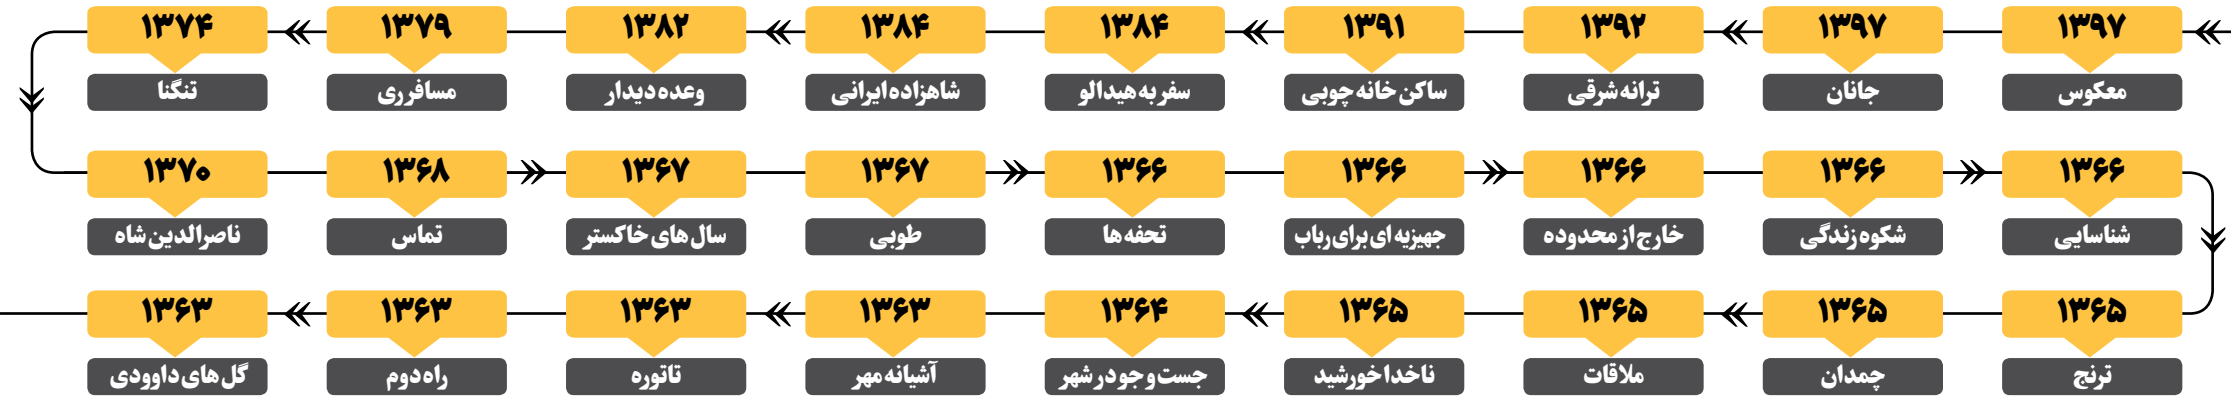 ۱۳۹۷
معکوس
۱۳۹۷
جانان
۱۳۹۲
ترانه شرقی
۱۳۹۱
ساکن خانه چوبی
۱۳۸۴
سفر به هیدالو
۱۳۸۴
شاهزاده ایرانی
۱۳۸۲
وعده دیدار
۱۳۷۹
مسافر ری
۱۳۷۴
تنگنا
۱۳۷۰
ناصرالدین شاه
۱۳۶۸
تماس
۱۳۶۷
سال های خاکستر
۱۳۶۷
طوبی
۱۳۶۶
تحفه ها
۱۳۶۶
جهیزیه ای برای رباب
۱۳۶۶
خارج از محدوده
۱۳۶۶
شکوه زندگی
۱۳۶۶
شناسایی
۱۳۶۵
ترنج
۱۳۶۵
چمدان
۱۳۶۵
ملاقات
۱۳۶۵
ناخدا خورشید
۱۳۶۴
جست و جو در شهر
۱۳۶۳
آشیانه مهر
۱۳۶۳
تاتوره
۱۳۶۳
راه دوم
۱۳۶۳
گل های داوودی